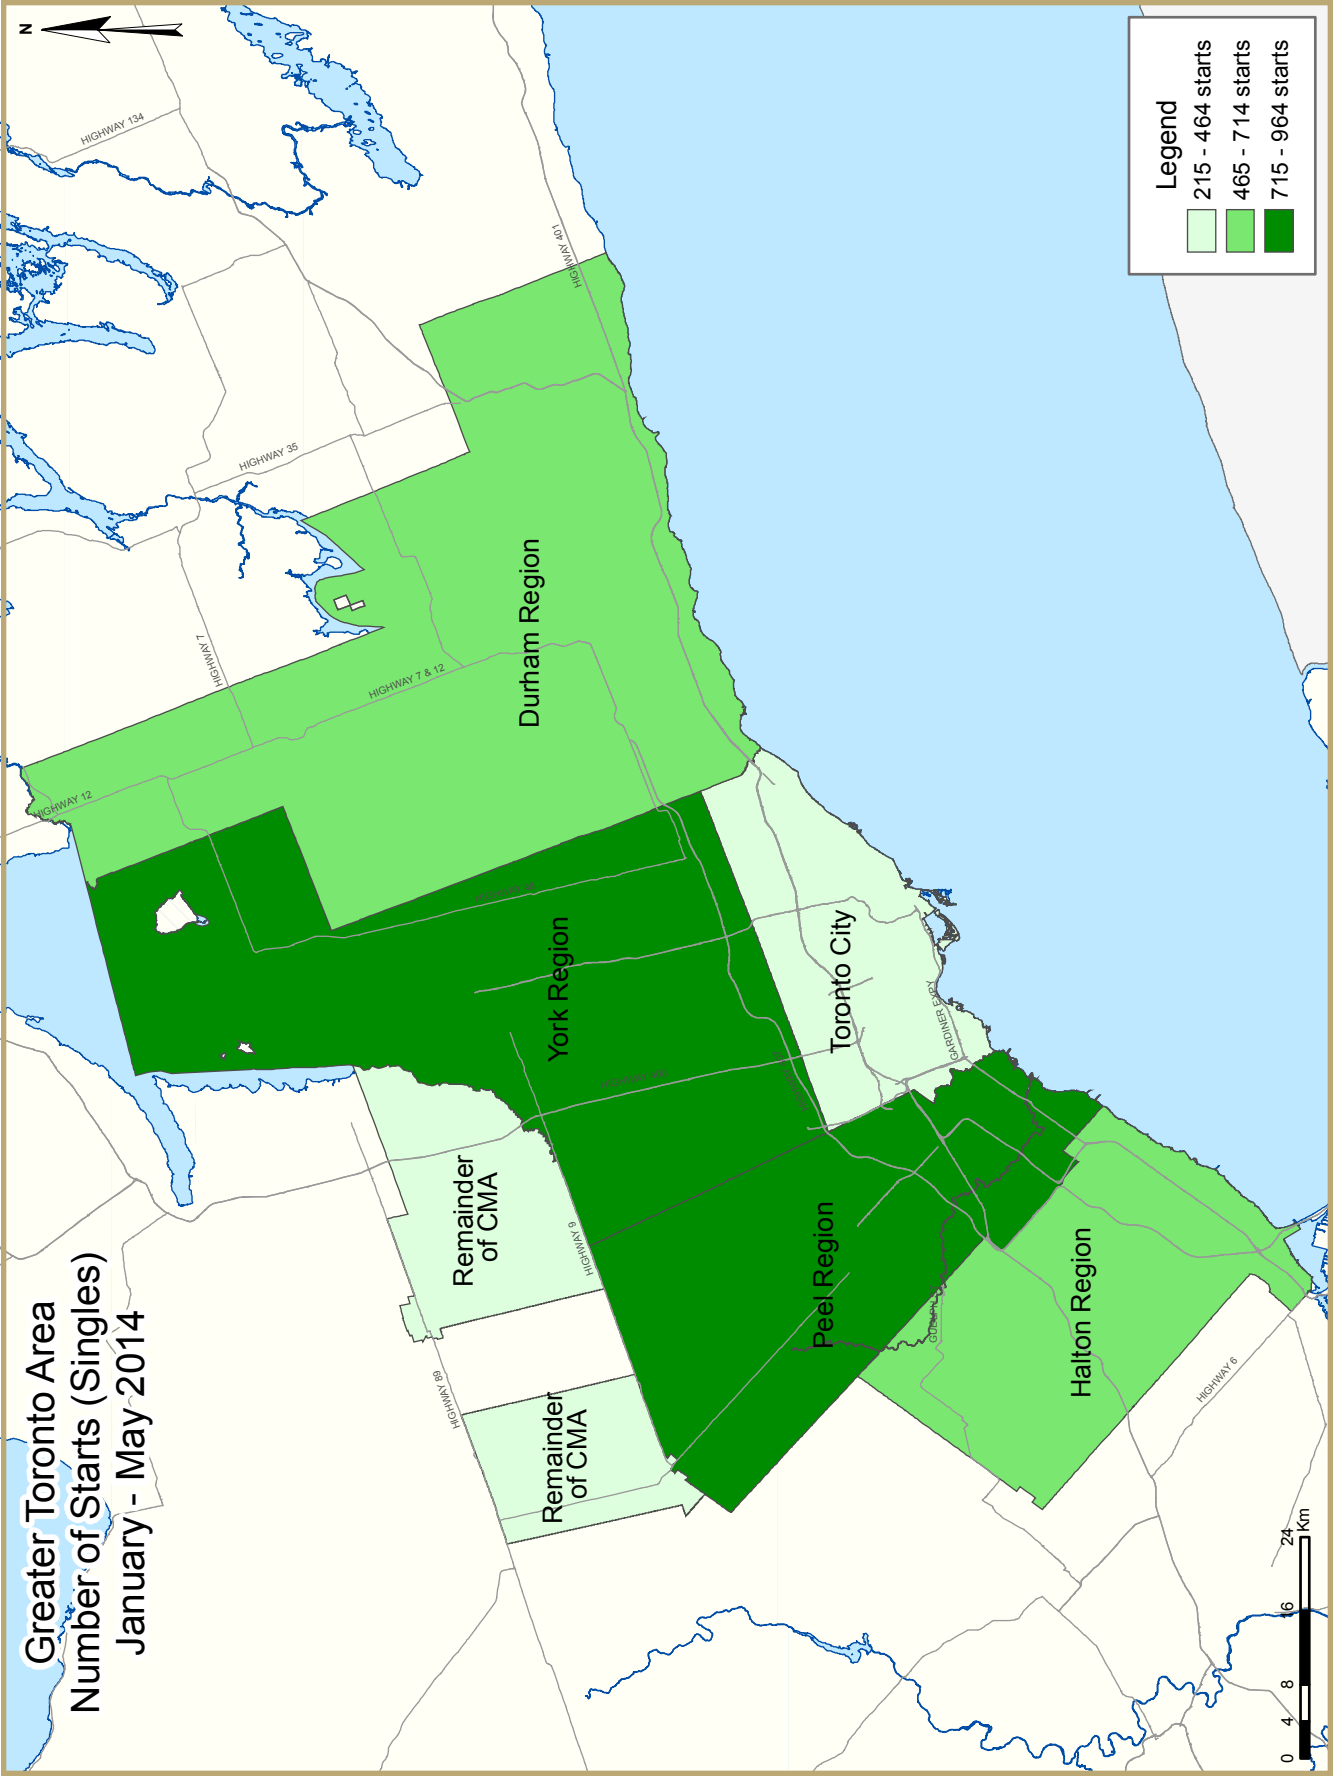 Greater Toronto Area
Number of Starts (Singles)
January - May 2014
N
HIGHWAY 134
HIGHWAY 401
HIGHWAY 35
HIGHWAY 7
HIGHWAY 7 & 12
HIGHWAY 12
Durham Region
York Region
Toronto City
GARDINER EXPY
Remainder
of CMA
HIGHWAY 9
Peel Region
Remainder
of CMA
HIGHWAY 89
GUELPH
Halton Region
HIGHWAY 6
Legend
215 - 464 starts
465 - 714 starts
715 - 964 starts
0 4 8 16 24
Km